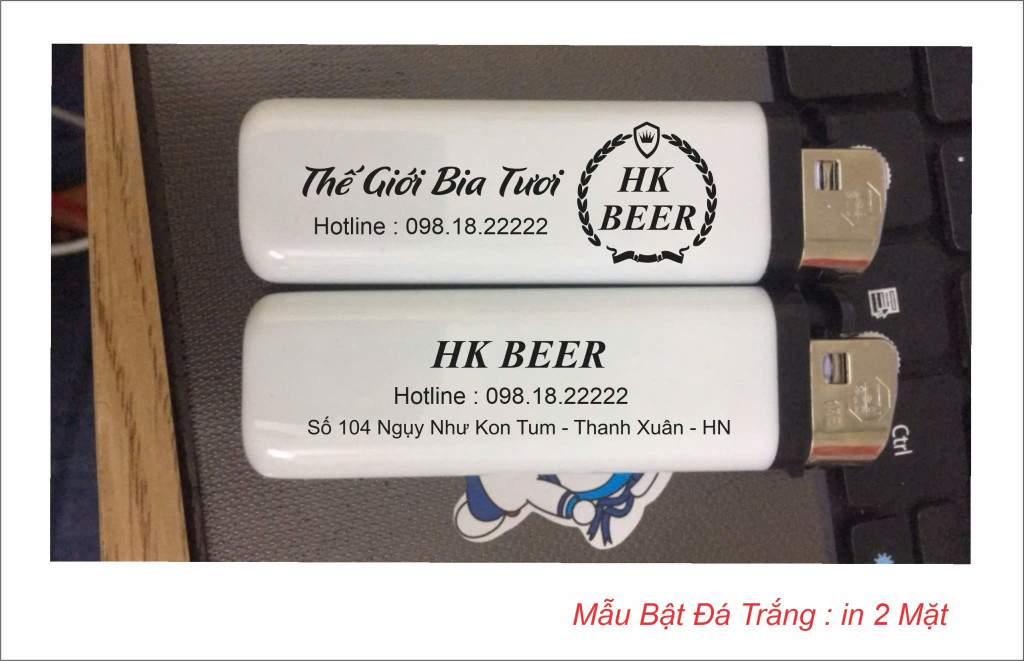 Thế Giới Bia Tươi
Hotline : 098.18.22222
HK
BEER
HK BEER
Hotline : 098.18.22222
Số 104 Ngụy Như Kon Tum - Thanh Xuân - HN
Ctrl
Mẫu Bật Đá Trắng : in 2 Mặt